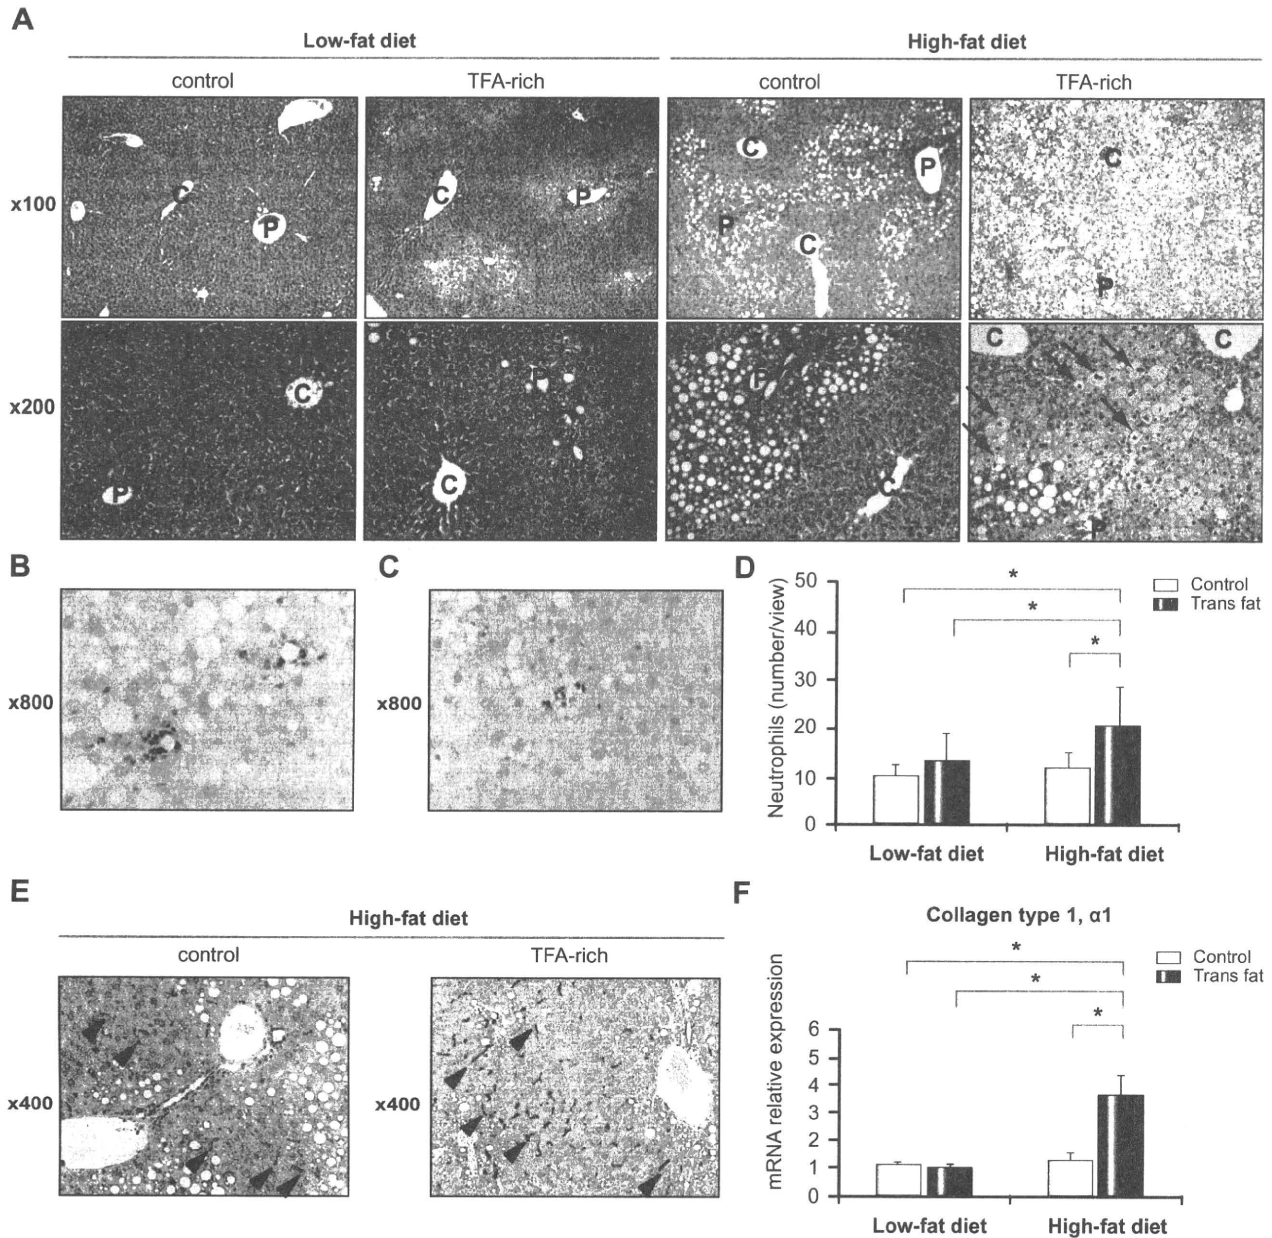 A
Low-fat diet High-fat diet
control TFA-rich control TFA-rich
x100
C P C P C P P C C P
x200
C P P C P C C C P
B C D
x800
x800
Neutrophils (number/view)
50
40
30
20
10
0
* * *
Control
Trans fat
Low-fat diet High-fat diet
E
High-fat diet
control TFA-rich
x400
x400
F
Collagen type 1, α1
Control
Trans fat
* * *
mRNA relative expression
6
5
4
3
2
1
0
Low-fat diet High-fat diet